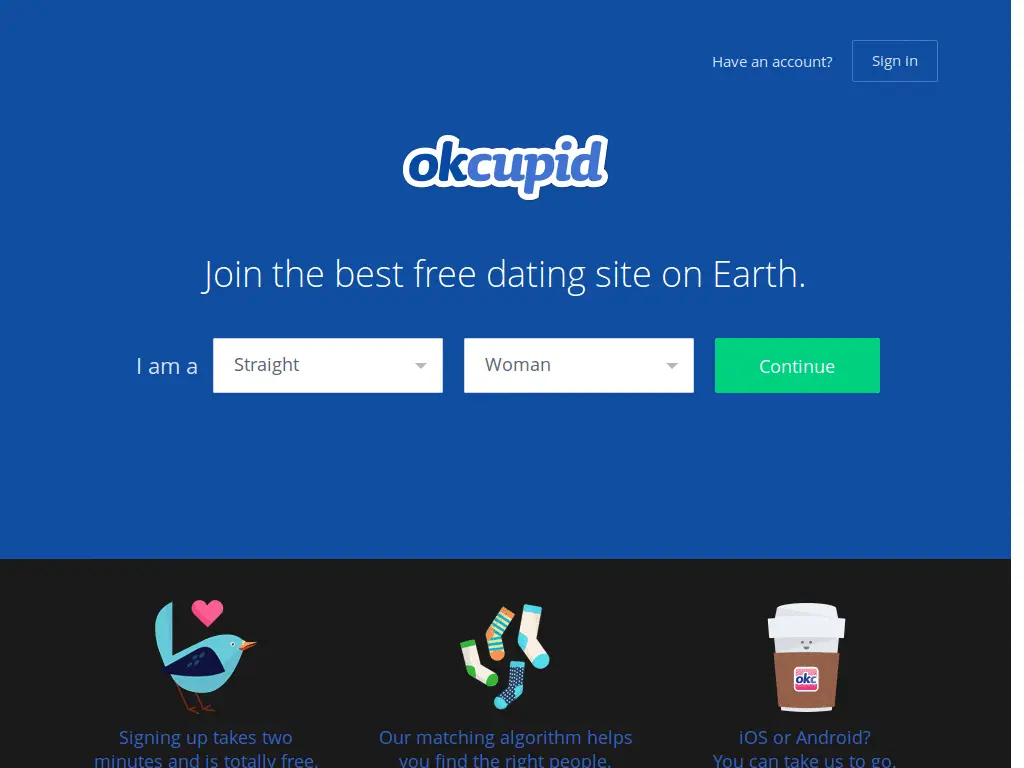 Have an account?
Sign in
okcupid
Join the best free dating site on Earth.
I am a
Straight
Woman
Continue
okc
Signing up takes two
minutes and is totally free.
Our matching algorithm helps
you find the right people.
iOS or Android?
You can take us to go.